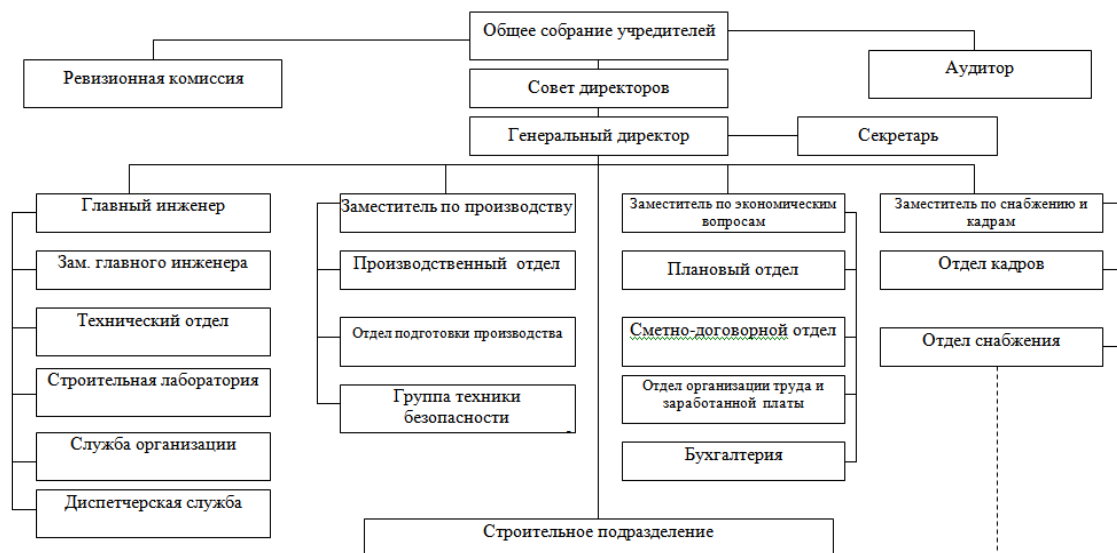 Общее собрание учредителей
Ревизионная комиссия
Аудитор
Совет директоров
Генеральный директор
Секретарь
Главный инженер
Заместитель по производству
Заместитель по экономическим
вопросам
Заместитель по снабжению и
кадрам
Зам. главного инженера
Производственный отдел
Плановый отдел
Отдел кадров
Технический отдел
Отдел подготовки производства
Сметно-договорной отдел
Отдел снабжения
Строительная лаборатория
Группа техники
безопасности
Отдел организации труда и
заработанной платы
Служба организации
Бухгалтерия
Диспетчерская служба
Строительное подразделение